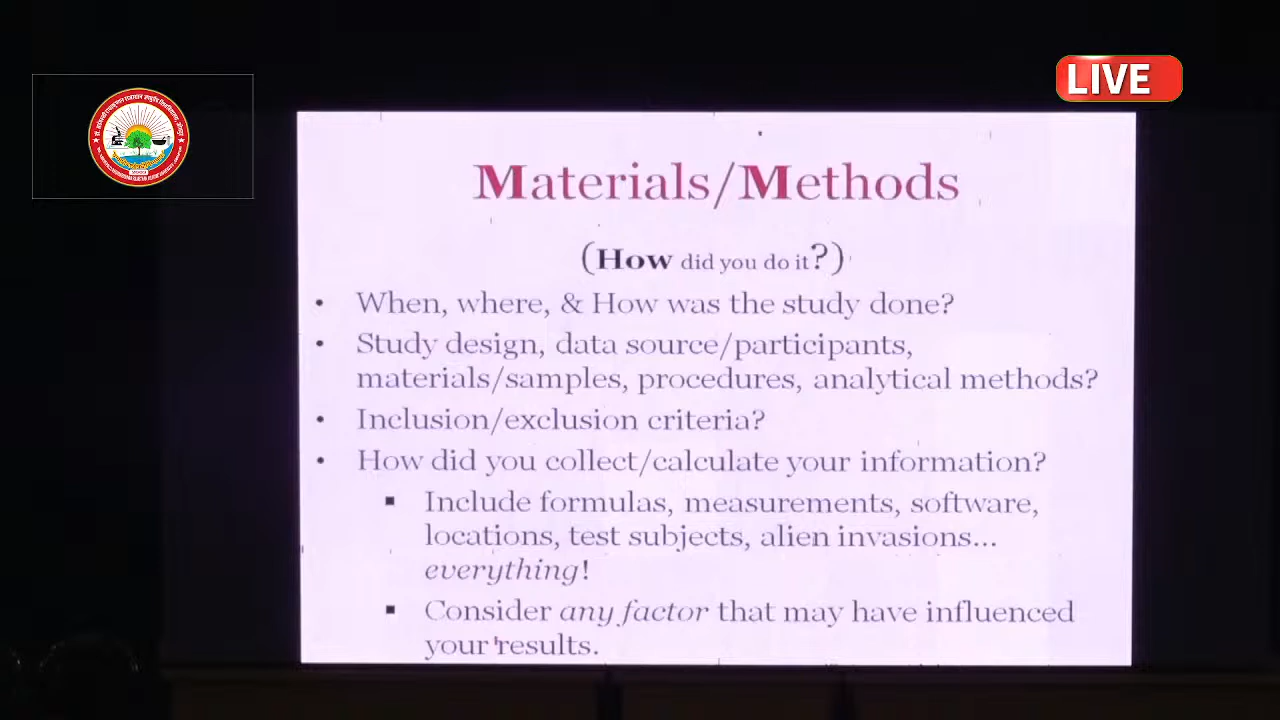 LIVE
Materials/Methods
(How did you do it?)
• When, where, & How was the study done?
• Study design, data source/participants,
materials/samples, procedures, analytical methods?
• Inclusion/exclusion criteria?
• How did you collect/calculate your information?
▪ Include formulas, measurements, software,
locations, test subjects, alien invasions...
everything!
▪ Consider any factor that may have influenced
your results.